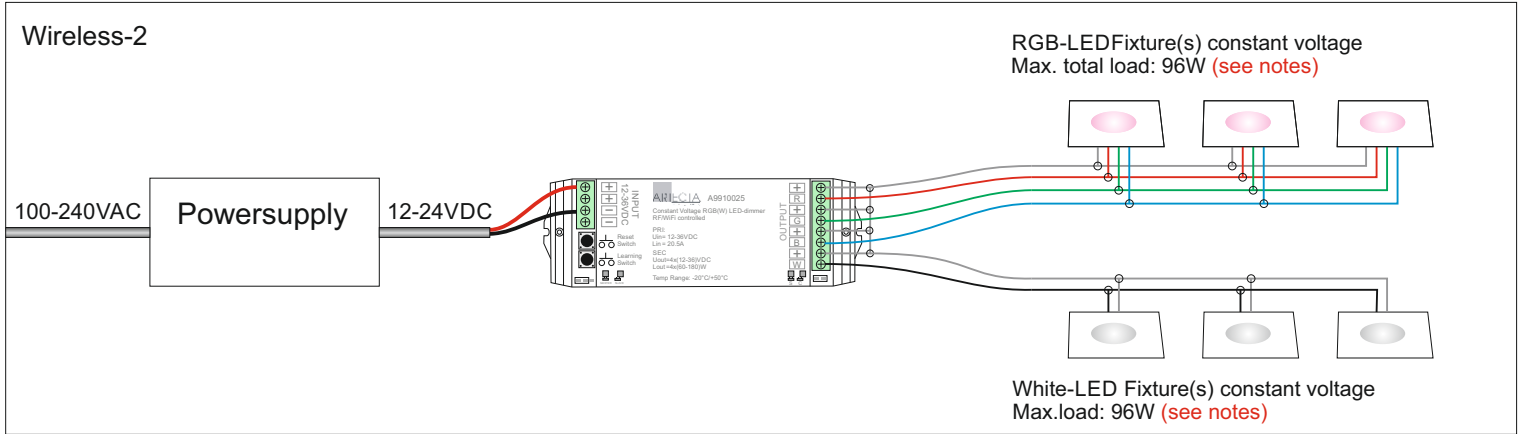 Wireless-2
RGB-LEDFixture(s) constant voltage
Max. total load: 96W (see notes)
100-240VAC
Powersupply
12-24VDC
+
+
−
−
INPUT
12-36VDC
Reset
Switch
Learning
Switch
ARTECTA A9910025
Constant Voltage RGB(W) LED-dimmer
RF/WiFi controlled
PRI:
Uin= 12-36VDC
Lin = 20.5A
SEC
Uout=4x(12-36)VDC
Lout=4x(60-180)W
Temp Range: -20°C/+50°C
OUTPUT
+
R
+
G
+
B
+
W
White-LED Fixture(s) constant voltage
Max.load: 96W (see notes)